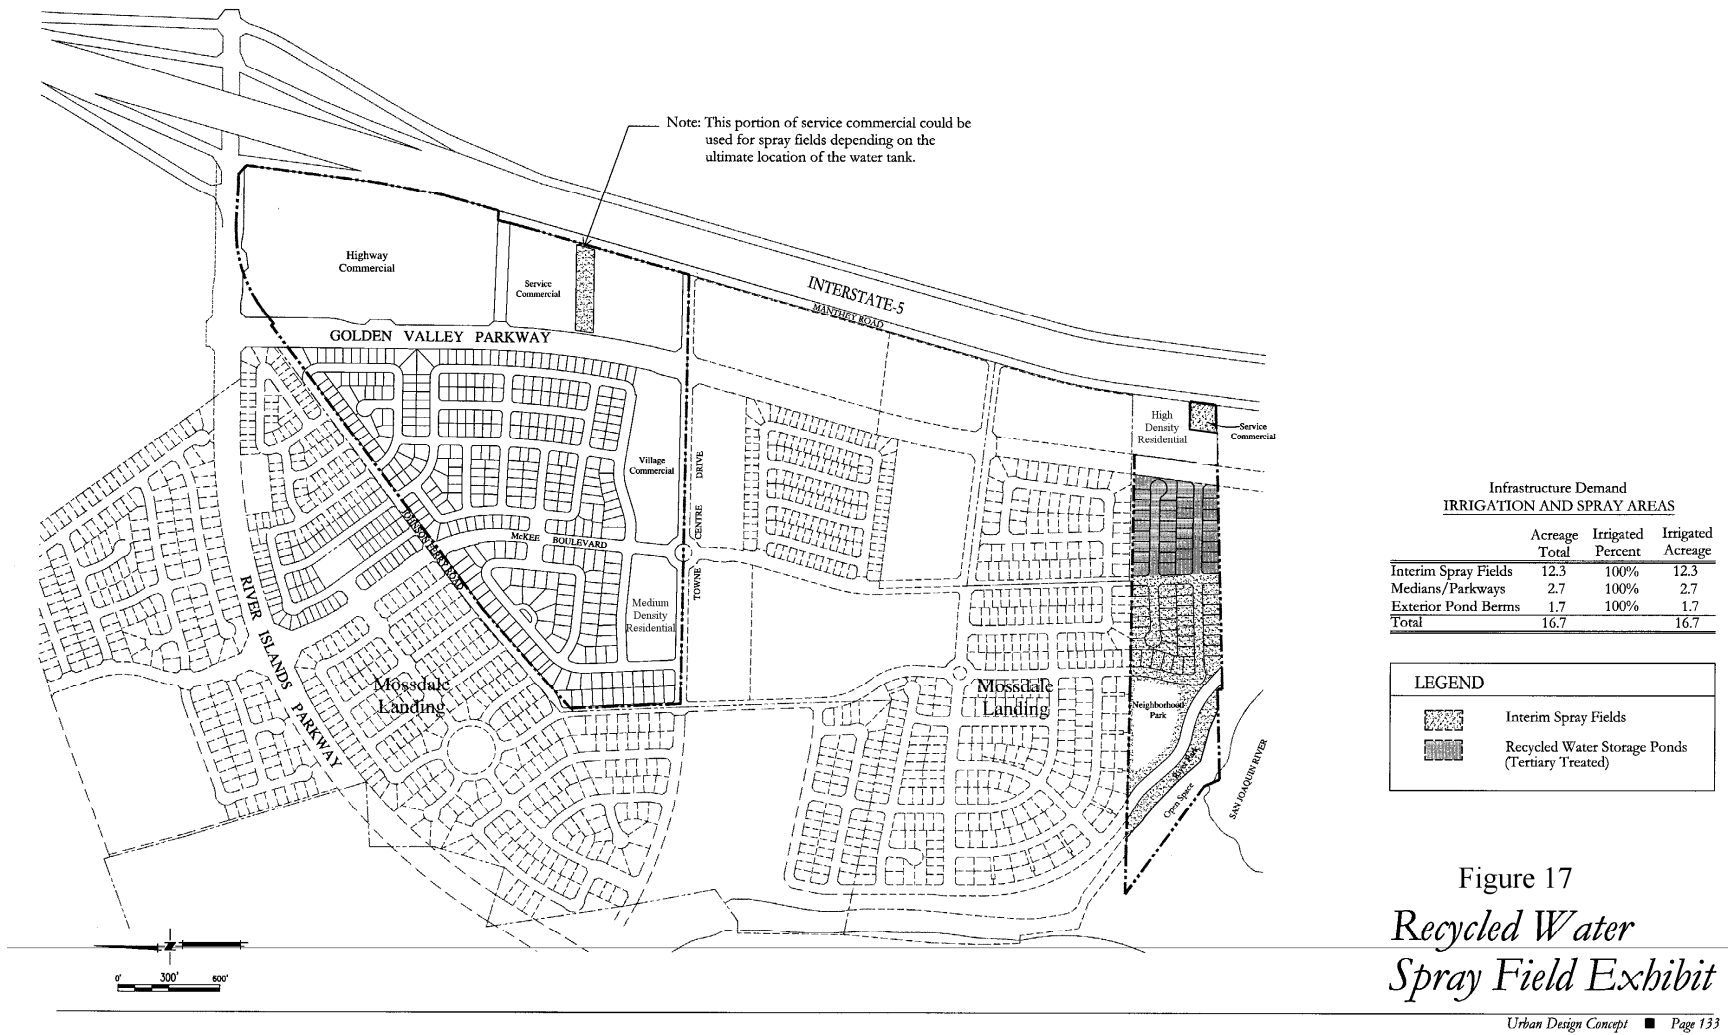 Note: This portion of service commercial could be
used for spray fields depending on the
ultimate location of the water tank.
Highway
Commercial
Service
Commercial
INTERSTATE-5
MANTHEY ROAD
GOLDEN VALLEY PARKWAY
High
Density
Residential
Service
Commercial
Village
Commercial
TOWNE CENTRE DRIVE
McKEE BOULEVARD
JOHNSON FERRY ROAD
RIVER ISLANDS PARKWAY
Medium
Density
Residential
Mossdale
Landing
Mossdale
Landing
Neighborhood
Park
River Park
Open Space
SAN JOAQUIN RIVER
Infrastructure Demand
IRRIGATION AND SPRAY AREAS
Acreage Total Irrigated Percent Irrigated Acreage
Interim Spray Fields 12.3 100% 12.3
Medians/Parkways 2.7 100% 2.7
Exterior Pond Berms 1.7 100% 1.7
Total 16.7 16.7
LEGEND
Interim Spray Fields
Recycled Water Storage Ponds
(Tertiary Treated)
Z
0' 300' 600'
Figure 17
Recycled Water
Spray Field Exhibit
Urban Design Concept ■ Page 133